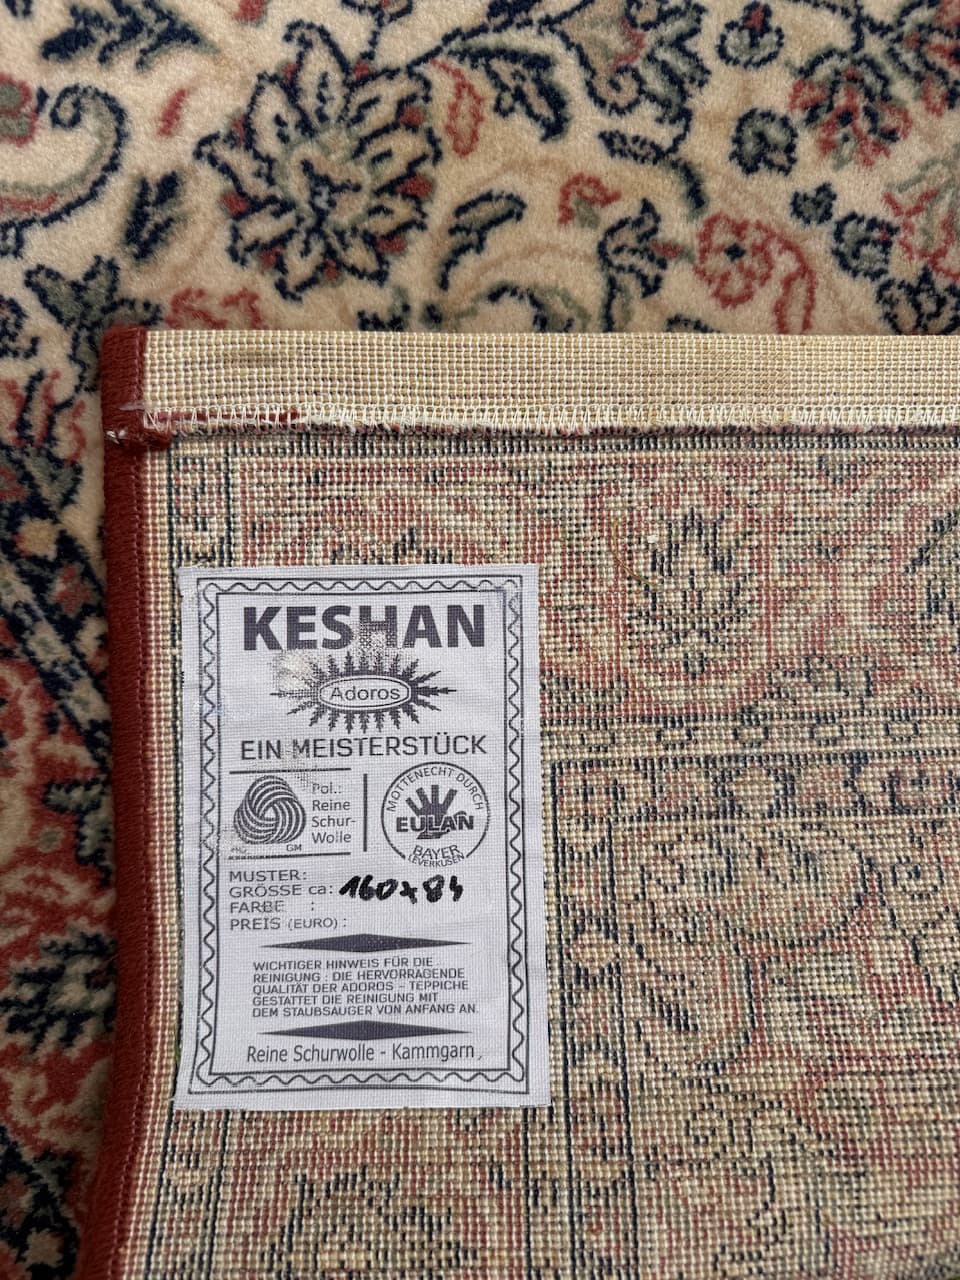 KESHAN
Adoros
EIN MEISTERSTÜCK
Pol.:
Reine
Schur-
Wolle
GM
MOTTENECHT DURCH
EULAN
BAYER
LEVERKUSEN
MUSTER:
GRÖSSE ca: 160x84
FARBE :
PREIS (EURO) :
WICHTIGER HINWEIS FÜR DIE
REINIGUNG : DIE HERVORRAGENDE
QUALITÄT DER ADOROS - TEPPICHE
GESTATTET DIE REINIGUNG MIT
DEM STAUBSAUGER VON ANFANG AN.
Reine Schurwolle - Kammgarn